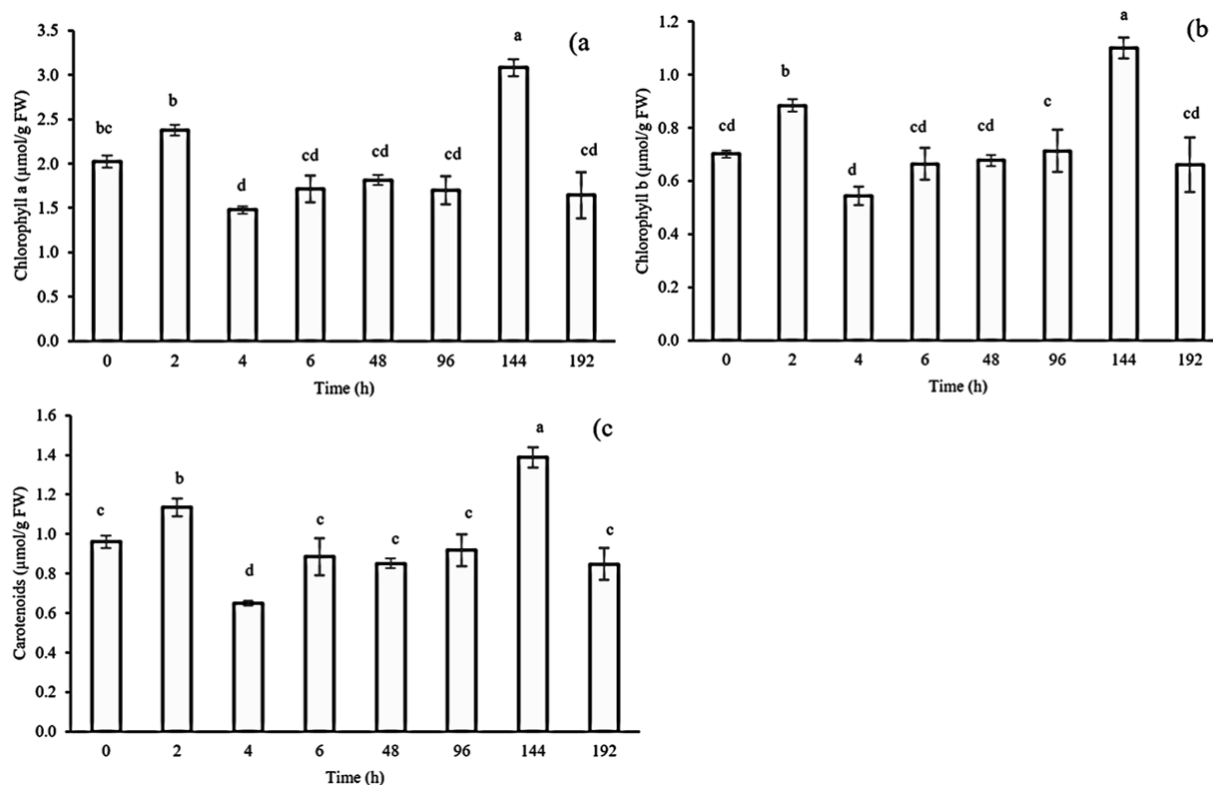 (a
Chlorophyll a (µmol/g FW)
3.5
3.0
2.5
2.0
1.5
1.0
0.5
0.0
bc
b
d
cd
cd
cd
a
cd
0 2 4 6 48 96 144 192
Time (h)
(b
Chlorophyll b (µmol/g FW)
1.2
1.0
0.8
0.6
0.4
0.2
0.0
cd
b
d
cd
cd
c
a
cd
0 2 4 6 48 96 144 192
Time (h)
(c
Carotenoids (µmol/g FW)
1.6
1.4
1.2
1.0
0.8
0.6
0.4
0.2
0.0
c
b
d
c
c
c
a
c
0 2 4 6 48 96 144 192
Time (h)